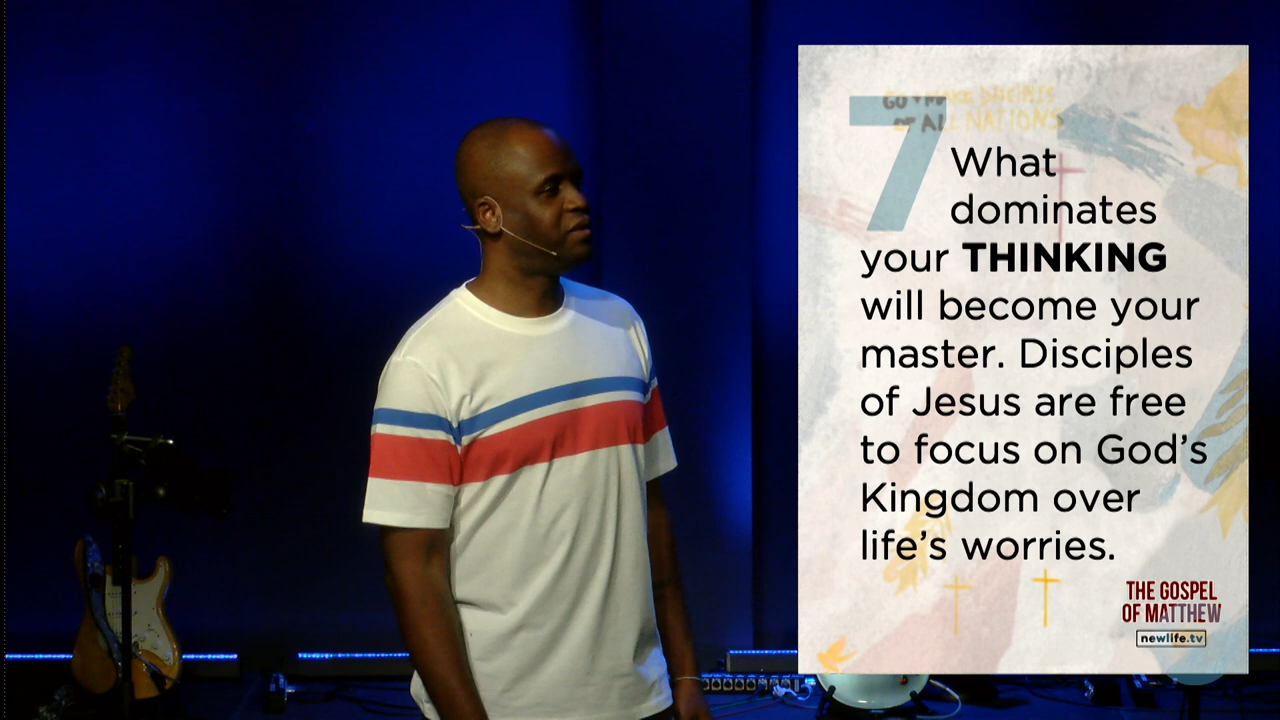 GO + MAKE DISCIPLES
OF ALL NATIONS
7
What
dominates
your THINKING
will become your
master. Disciples
of Jesus are free
to focus on God’s
Kingdom over
life’s worries.
THE GOSPEL
OF MATTHEW
newlife.tv